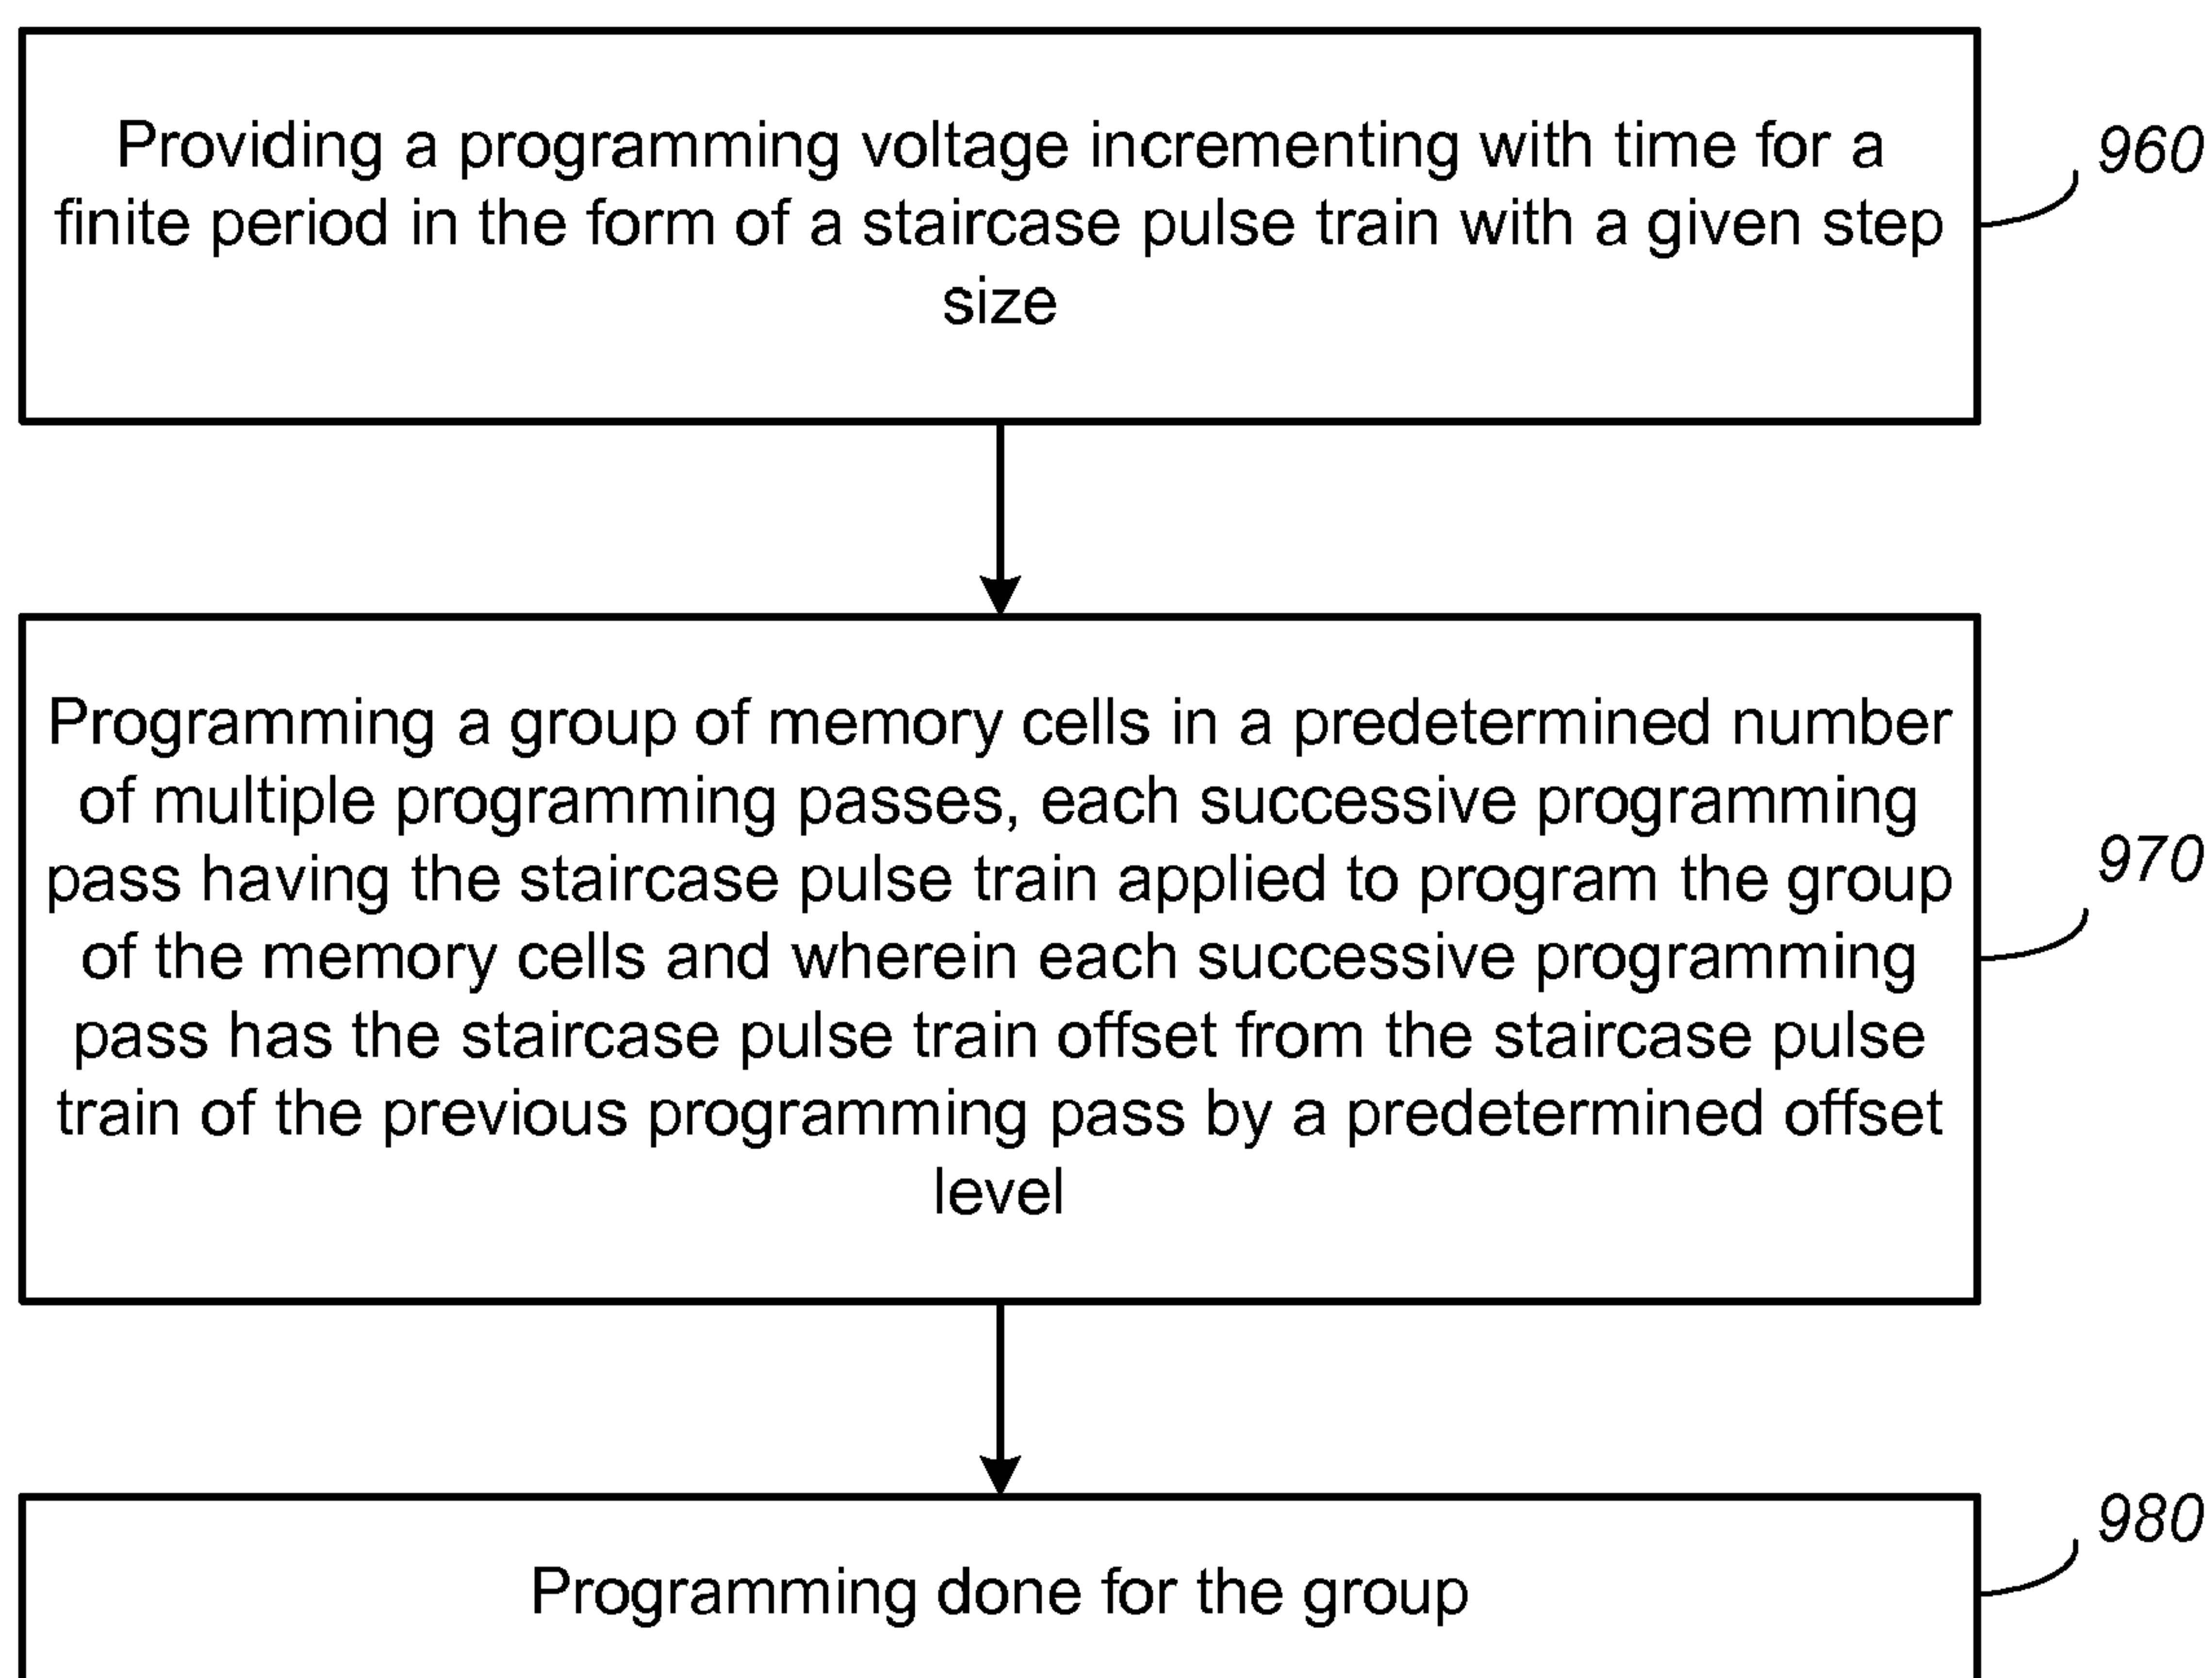 Providing a programming voltage incrementing with time for a
finite period in the form of a staircase pulse train with a given step
size
960
Programming a group of memory cells in a predetermined number
of multiple programming passes, each successive programming
pass having the staircase pulse train applied to program the group
of the memory cells and wherein each successive programming
pass has the staircase pulse train offset from the staircase pulse
train of the previous programming pass by a predetermined offset
level
970
Programming done for the group
980